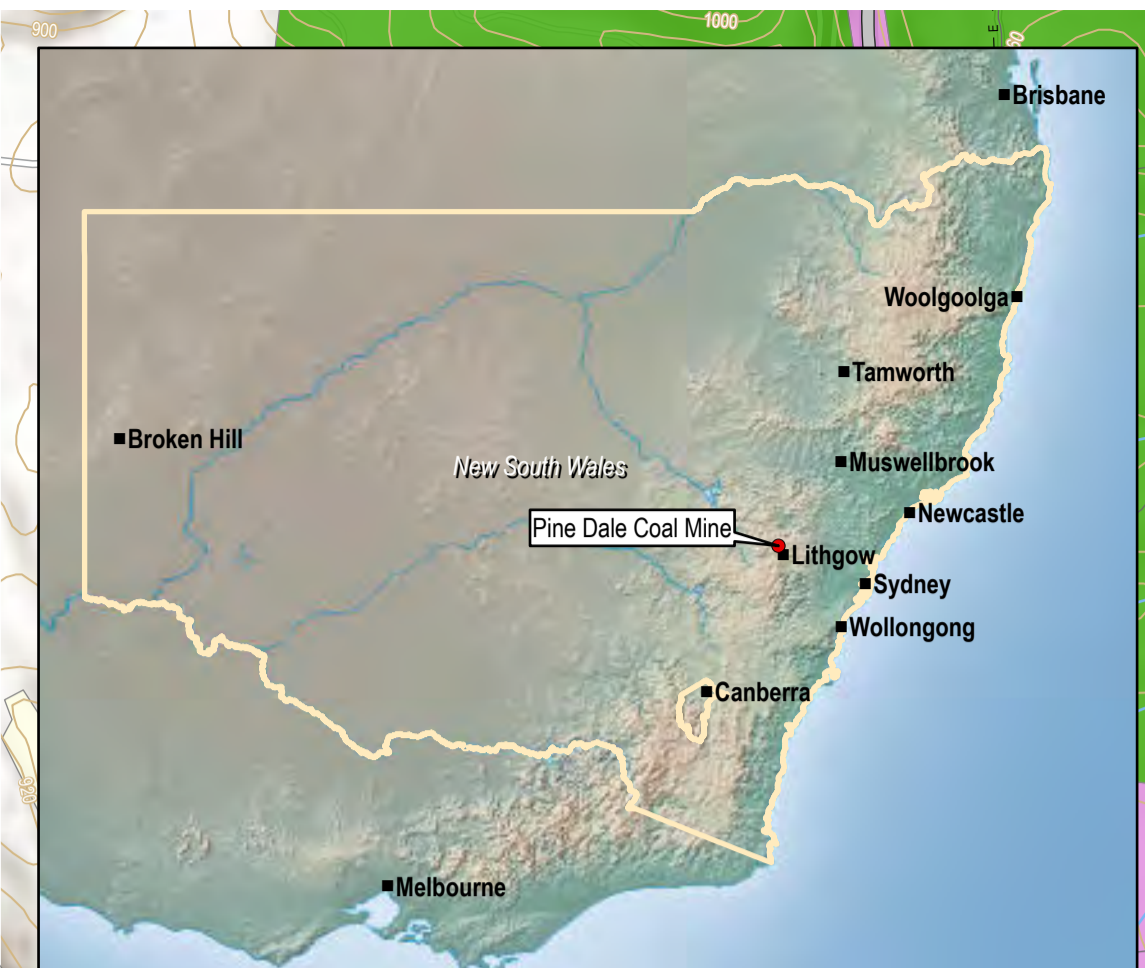 900
1000
E
60
Brisbane
Woolgoolga
Tamworth
Broken Hill
Muswellbrook
New South Wales
Newcastle
Pine Dale Coal Mine
Lithgow
Sydney
Wollongong
Canberra
920
Melbourne